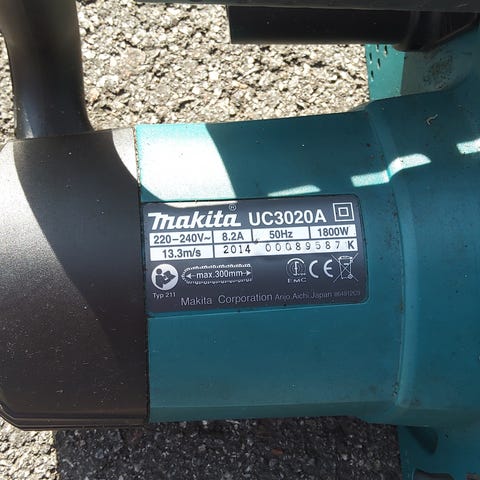 makita® UC3020A
220–240V~ 8.2A 50Hz 1800W
13.3m/s 2014 00089587 K
max.300mm
Typ 211
EMC
CE
Makita Corporation Anjo, Aichi, Japan